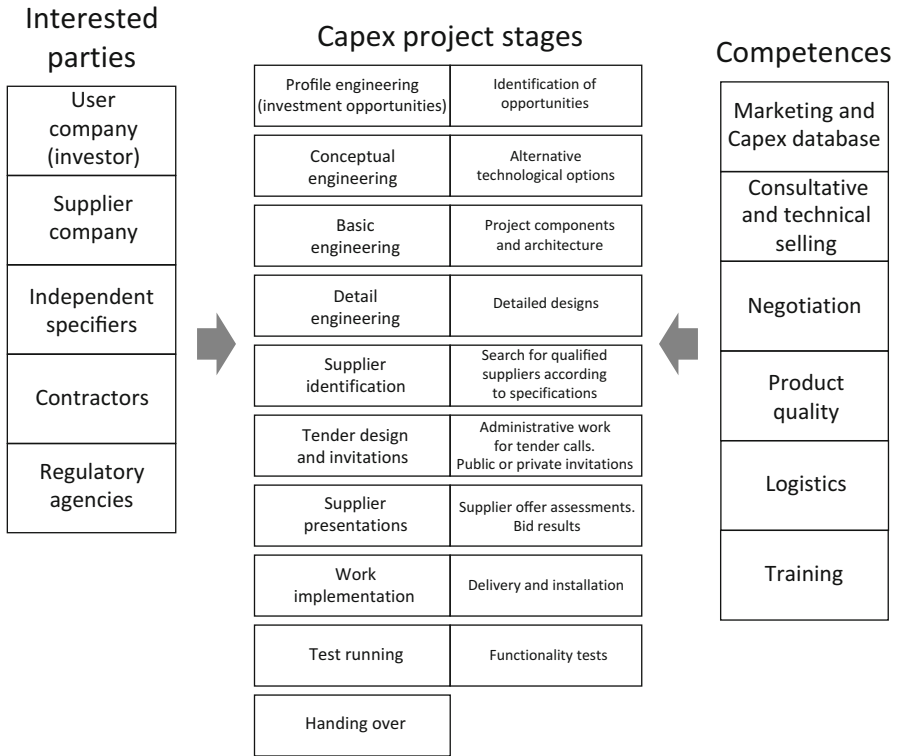 Interested
parties
User
company
(investor)
Supplier
company
Independent
specifiers
Contractors
Regulatory
agencies
Capex project stages
Profile engineering
(investment opportunities)
Identification of
opportunities
Conceptual
engineering
Alternative
technological options
Basic
engineering
Project components
and architecture
Detail
engineering
Detailed designs
Supplier
identification
Search for qualified
suppliers according
to specifications
Tender design
and invitations
Administrative work
for tender calls.
Public or private invitations
Supplier
presentations
Supplier offer assessments.
Bid results
Work
implementation
Delivery and installation
Test running
Functionality tests
Handing over
Competences
Marketing and
Capex database
Consultative
and technical
selling
Negotiation
Product
quality
Logistics
Training